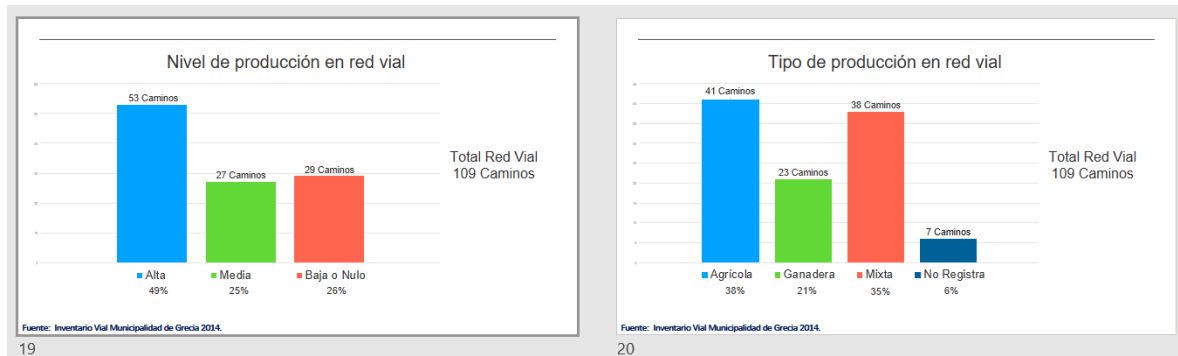 Nivel de producción en red vial
53 Caminos
27 Caminos
29 Caminos
Total Red Vial
109 Caminos
Alta
Media
Baja o Nulo
49%
25%
26%
Fuente: Inventario Vial Municipalidad de Grecia 2014.
19
Tipo de producción en red vial
41 Caminos
23 Caminos
38 Caminos
7 Caminos
Total Red Vial
109 Caminos
Agrícola
Ganadera
Mixta
No Registra
38%
21%
35%
6%
Fuente: Inventario Vial Municipalidad de Grecia 2014.
20